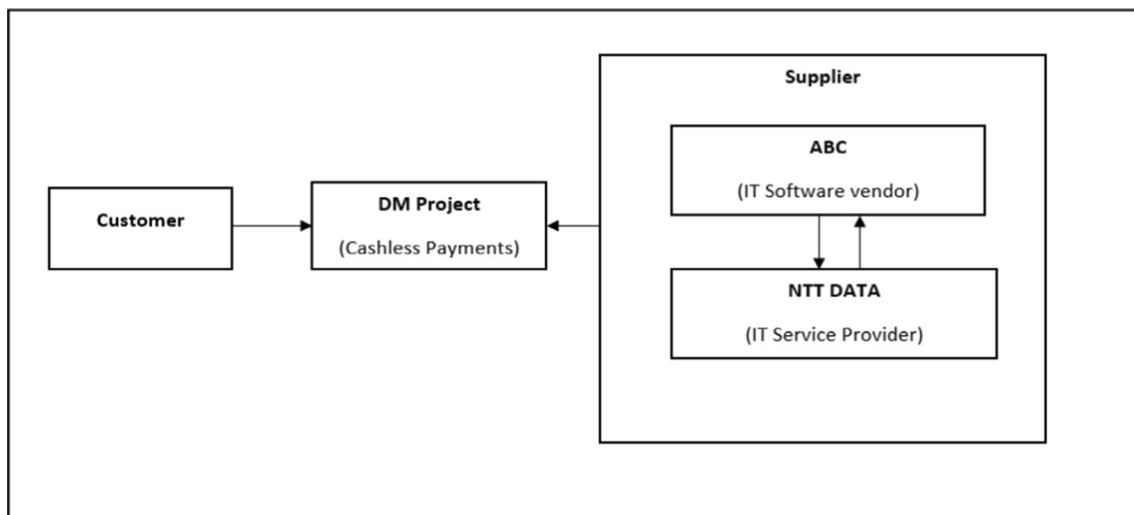 Supplier
ABC
(IT Software vendor)
Customer
DM Project
(Cashless Payments)
NTT DATA
(IT Service Provider)